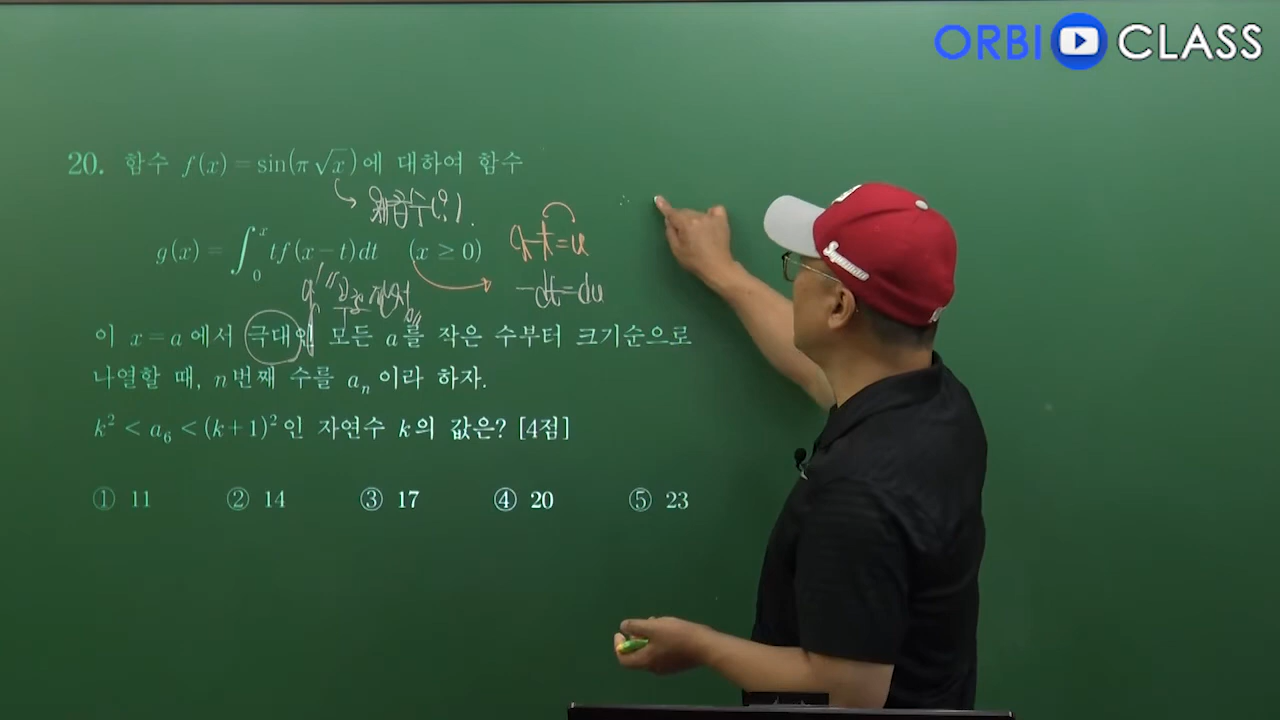 ORBI CLASS
20. 함수 f(x)=sin(π√x)에 대하여 함수
g(x)=∫₀ˣ tf(x-t)dt (x≥0)
x-t=u
-dt=du
이 x=a에서 극대인 모든 a를 작은 수부터 크기순으로
나열할 때, n번째 수를 aₙ이라 하자.
k²<a₆<(k+1)²인 자연수 k의 값은? [4점]
① 11 ② 14 ③ 17 ④ 20 ⑤ 23